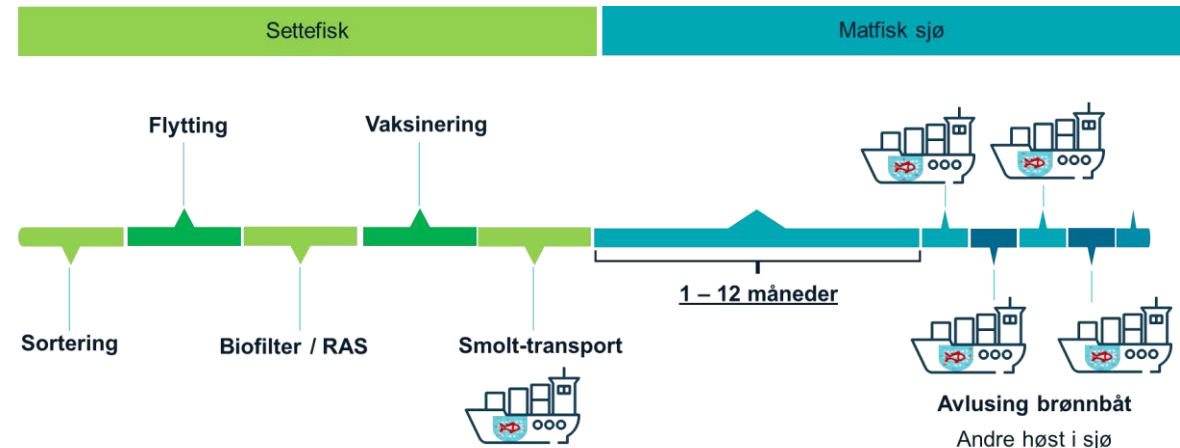 Settefisk
Matfisk sjø
Flytting
Vaksinering
1 – 12 måneder
Sortering
Biofilter / RAS
Smolt-transport
Avlusing brønnbåt
Andre høst i sjø